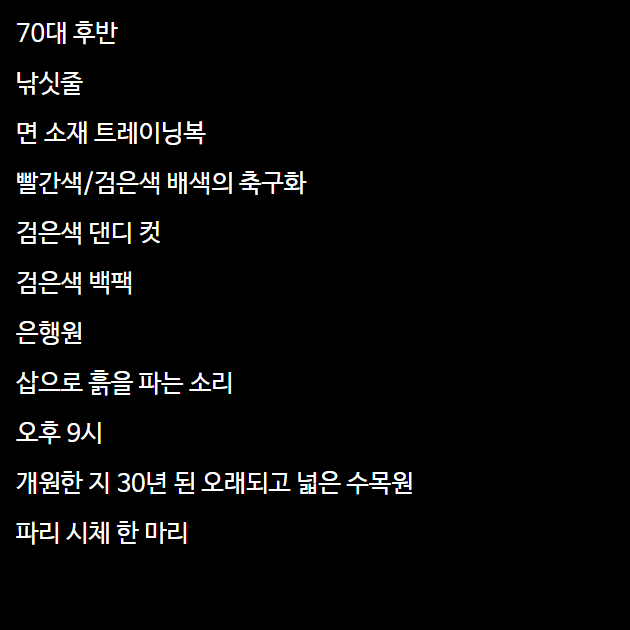 70대 후반
낚싯줄
면 소재 트레이닝복
빨간색/검은색 배색의 축구화
검은색 댄디 컷
검은색 백팩
은행원
삽으로 흙을 파는 소리
오후 9시
개원한 지 30년 된 오래되고 넓은 수목원
파리 시체 한 마리